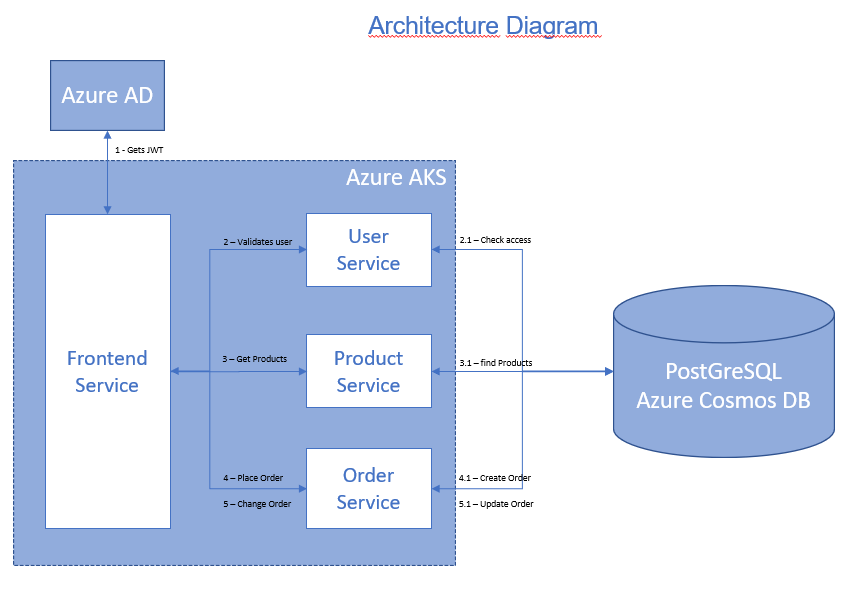 Architecture Diagram
Azure AD
1 - Gets JWT
Azure AKS
Frontend
Service
2 – Validates user
User
Service
2.1 – Check access
3 – Get Products
Product
Service
3.1 – find Products
4 – Place Order
5 – Change Order
Order
Service
4.1 – Create Order
5.1 – Update Order
PostGreSQL
Azure Cosmos DB